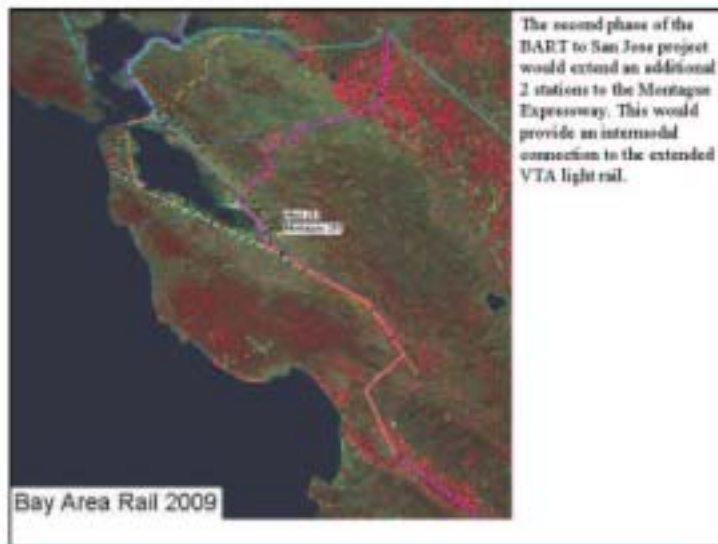 The second phase of the
BART to San Jose project
would extend an additional
2 stations to the Montague
Expressway. This would
provide an intermodal
connection to the extended
VTA light rail.
Bay Area Rail 2009